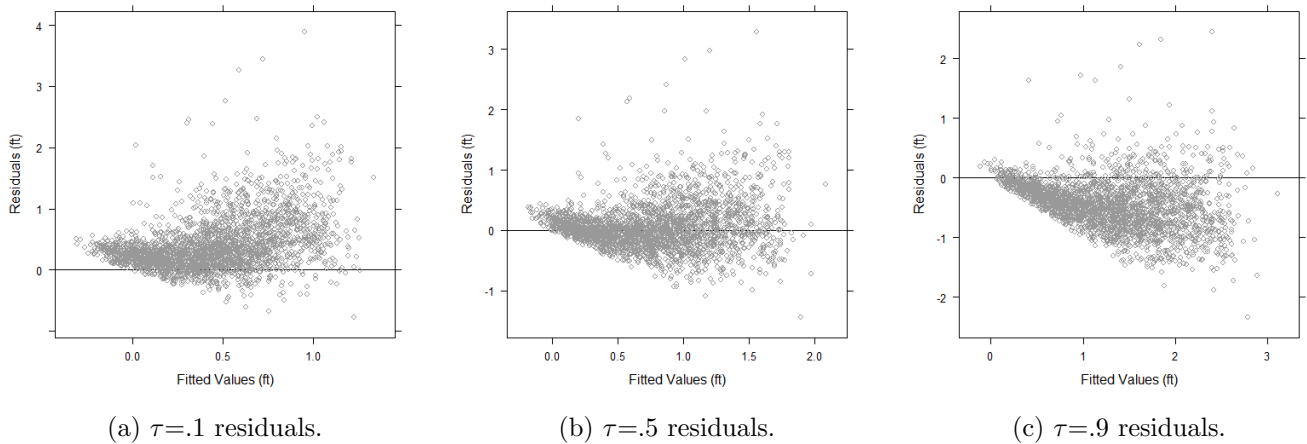 4
3
2
1
0
Residuals (ft)
0.0 0.5 1.0
Fitted Values (ft)
(a) τ=.1 residuals.
3
2
1
0
-1
Residuals (ft)
0.0 0.5 1.0 1.5 2.0
Fitted Values (ft)
(b) τ=.5 residuals.
2
1
0
-1
-2
Residuals (ft)
0 1 2 3
Fitted Values (ft)
(c) τ=.9 residuals.